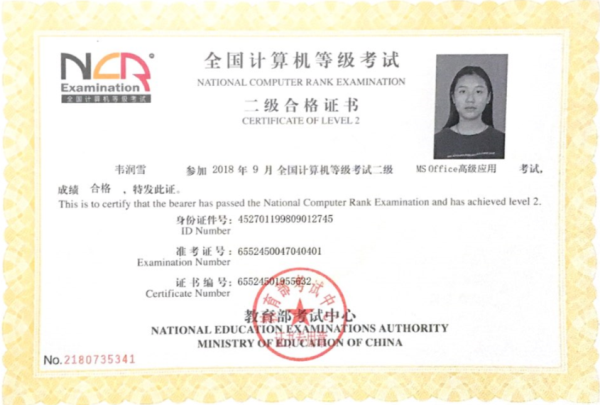 NCR
Examination
全国计算机等级考试
全国计算机等级考试
NATIONAL COMPUTER RANK EXAMINATION
二级合格证书
CERTIFICATE OF LEVEL 2
韦润雪 参加 2018 年 9 月 全国计算机等级考试二级 MS Office高级应用 考试,
成绩 合格 、特发此证。
This is to certify that the bearer has passed the National Computer Rank Examination and has achieved level 2.
身份证件号: 452701199809012745
ID Number
准考证号: 6552450047040401
Examination Number
证书编号: 65524501955632
Certificate Number
教育部考试中心
NATIONAL EDUCATION EXAMINATIONS AUTHORITY
MINISTRY OF EDUCATION OF CHINA
No.2180735341